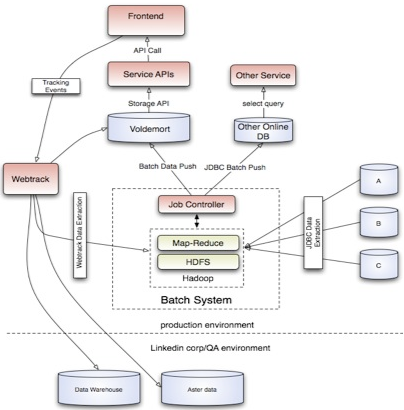 Frontend
API Call
Tracking
Events
Service APIs
Other Service
Storage API
select query
Voldemort
Other Online
DB
Batch Data Push
JDBC Batch Push
Webtrack
A
Job Controller
Webtrack Data Extraction
JDBC Data
Extraction
B
Map-Reduce
HDFS
C
Hadoop
Batch System
production environment
Linkedin corp/QA environment
Data Warehouse
Aster data